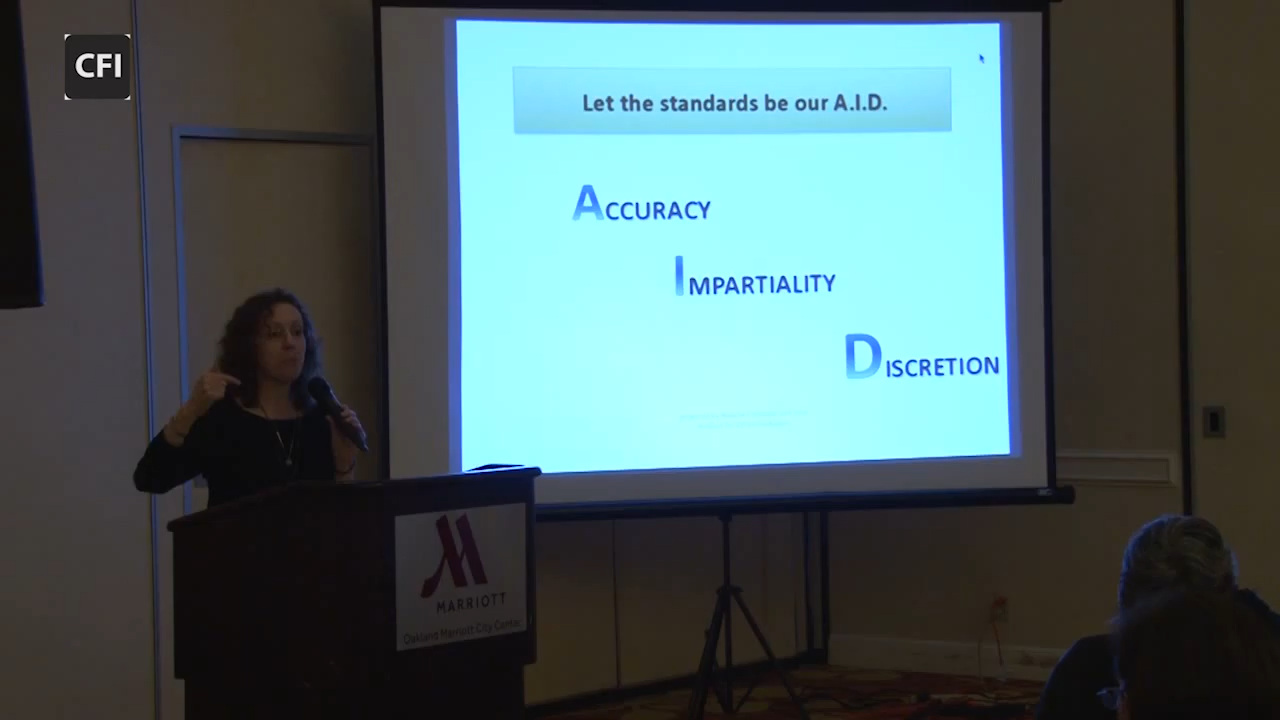 CFI
Let the standards be our A.I.D.
ACCURACY
IMPARTIALITY
DISCRETION
MARRIOTT
Oakland Marriott City Center